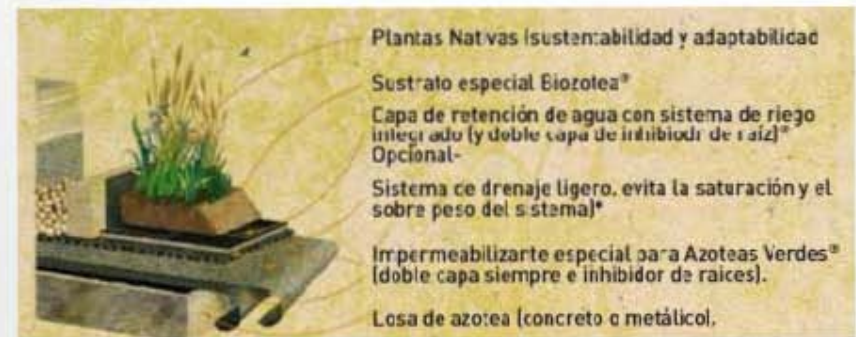 Plantas Nativas (sustentabilidad y adaptabilidad
Sustrato especial Biozotea®
Capa de retención de agua con sistema de riego
integrado (y doble capa de inhibidr de raíz)®
Opcional-
Sistema de drenaje ligero, evita la saturación y el
sobre peso del sistema)®
Impermeabilizante especial para Azoteas Verdes®
(doble capa siempre e inhibidor de raices).
Losa de azotea (concreto o metálico).